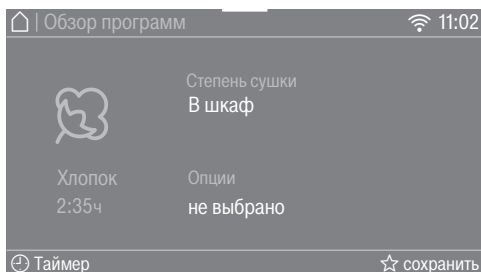 | Обзор программ
11:02
Степень сушки
В шкаф
Хлопок
2:35ч
Опции
не выбрано
Таймер
сохранить